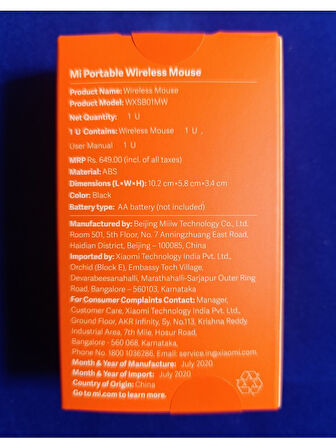 Mi Portable Wireless Mouse
Product Name: Wireless Mouse
Product Model: WXSB01MW
Net Quantity: 1 U
1 U Contains: Wireless Mouse 1 U ,
User Manual 1 U
MRP Rs. 649.00 (incl. of all taxes)
Material: ABS
Dimensions (L×W×H): 10.2 cm×5.8 cm×3.4 cm
Color: Black
Battery type: AA battery (not included)
Manufactured by: Beijing Miiiw Technology Co., Ltd.
Room 501, 5th Floor, No. 7 Anningzhuang East Road,
Haidian District, Beijing – 100085, China
Imported by: Xiaomi Technology India Pvt. Ltd.,
Orchid (Block E), Embassy Tech Village,
Devarabeesanahalli, Marathahalli-Sarjapur Outer Ring
Road, Bangalore – 560103, Karnataka
For Consumer Complaints Contact: Manager,
Customer Care, Xiaomi Technology India Pvt. Ltd.,
Ground Floor, AKR Infinity, Sy, No.113, Krishna Reddy,
Industrial Area, 7th Mile, Hosur Road,
Bangalore - 560 068, Karnataka,
Phone No. 1800 1036286, Email: service.in@xiaomi.com
Month & Year of Manufacture: July 2020
Month & Year of Import: July 2020
Country of Origin: China
Go to mi.com to learn more.